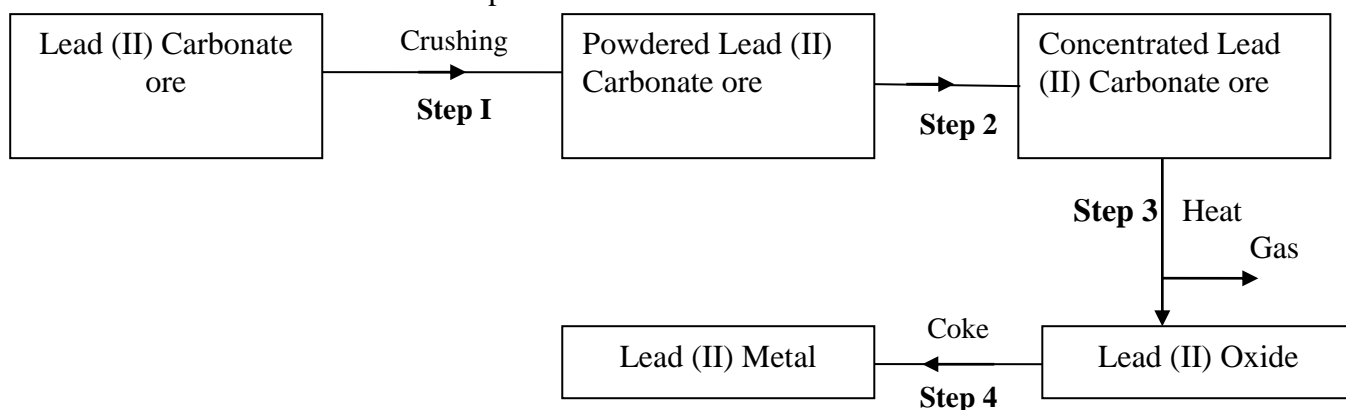 Lead (II) Carbonate
ore
Crushing
Step I
Powdered Lead (II)
Carbonate ore
Step 2
Concentrated Lead
(II) Carbonate ore
Step 3 Heat
Gas
Lead (II) Oxide
Coke
Step 4
Lead (II) Metal